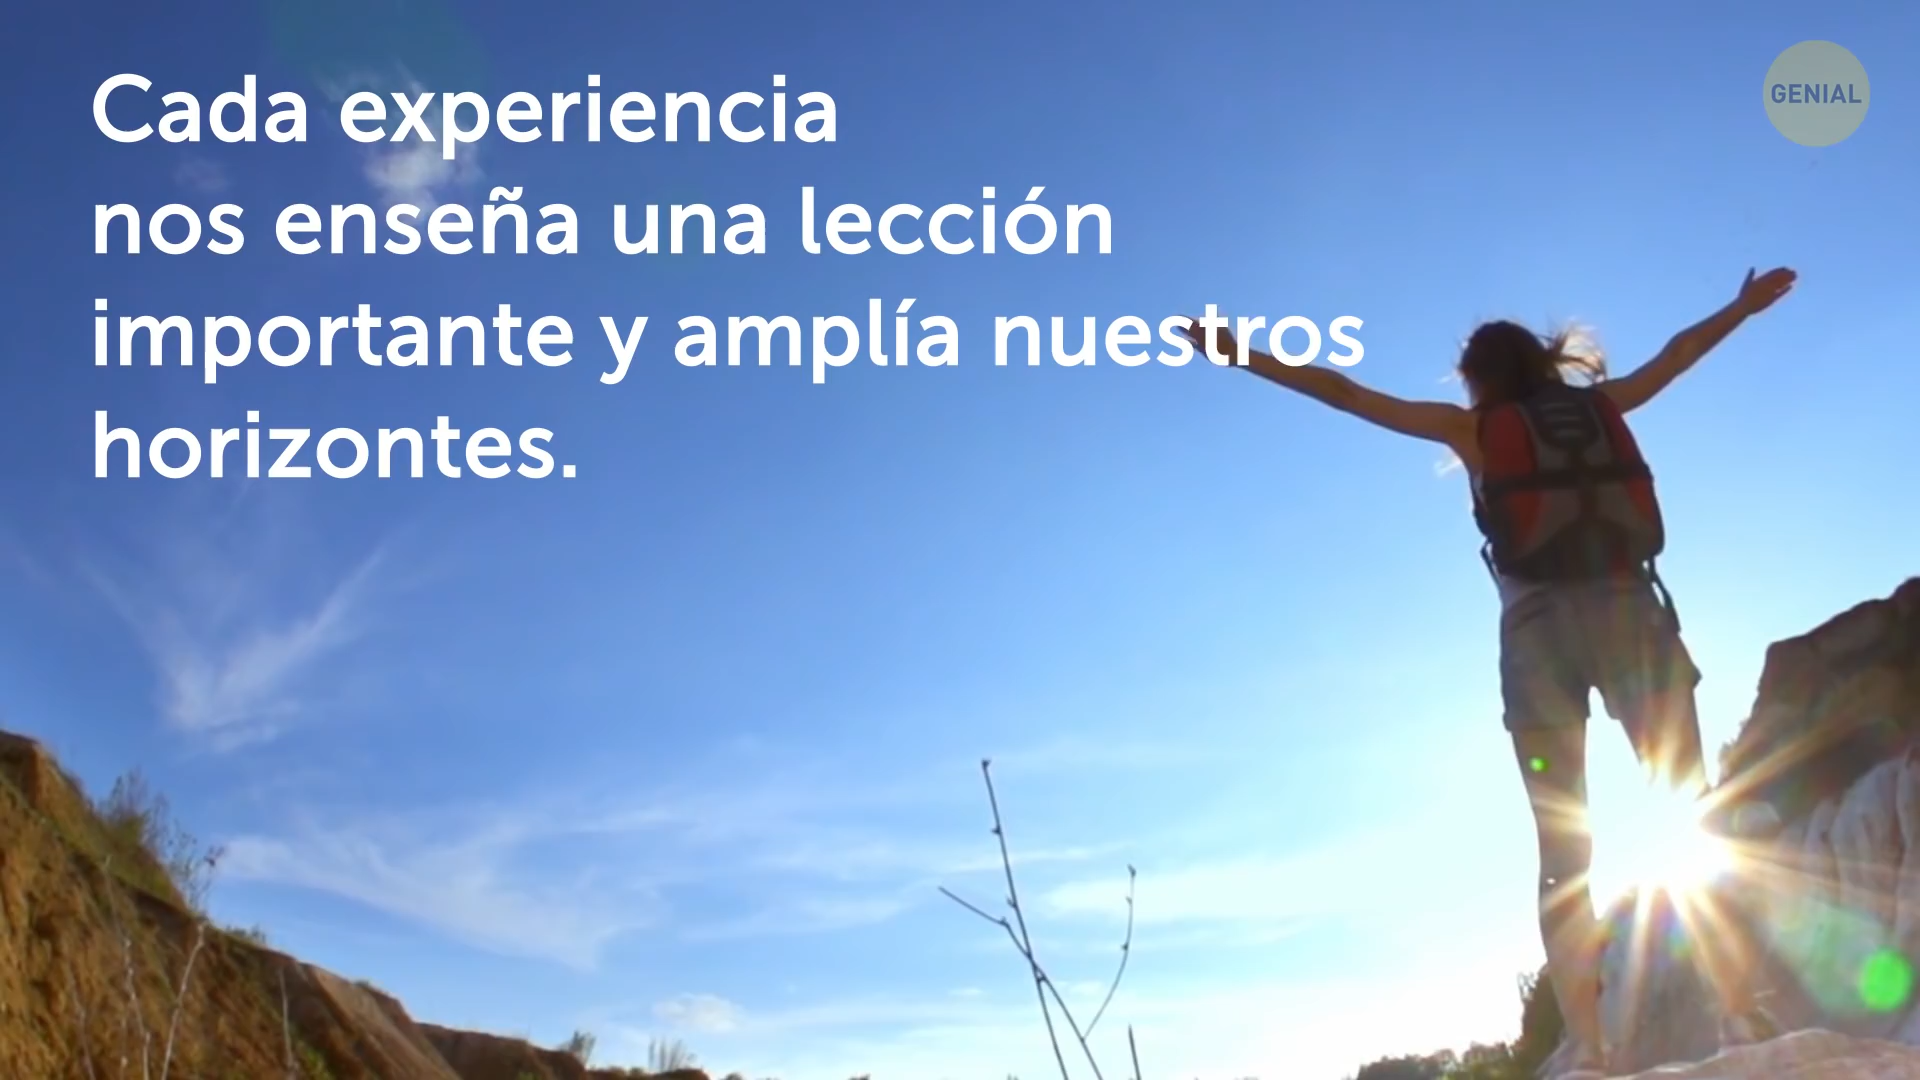 Cada experiencia
nos enseña una lección
importante y amplía nuestros
horizontes.
GENIAL